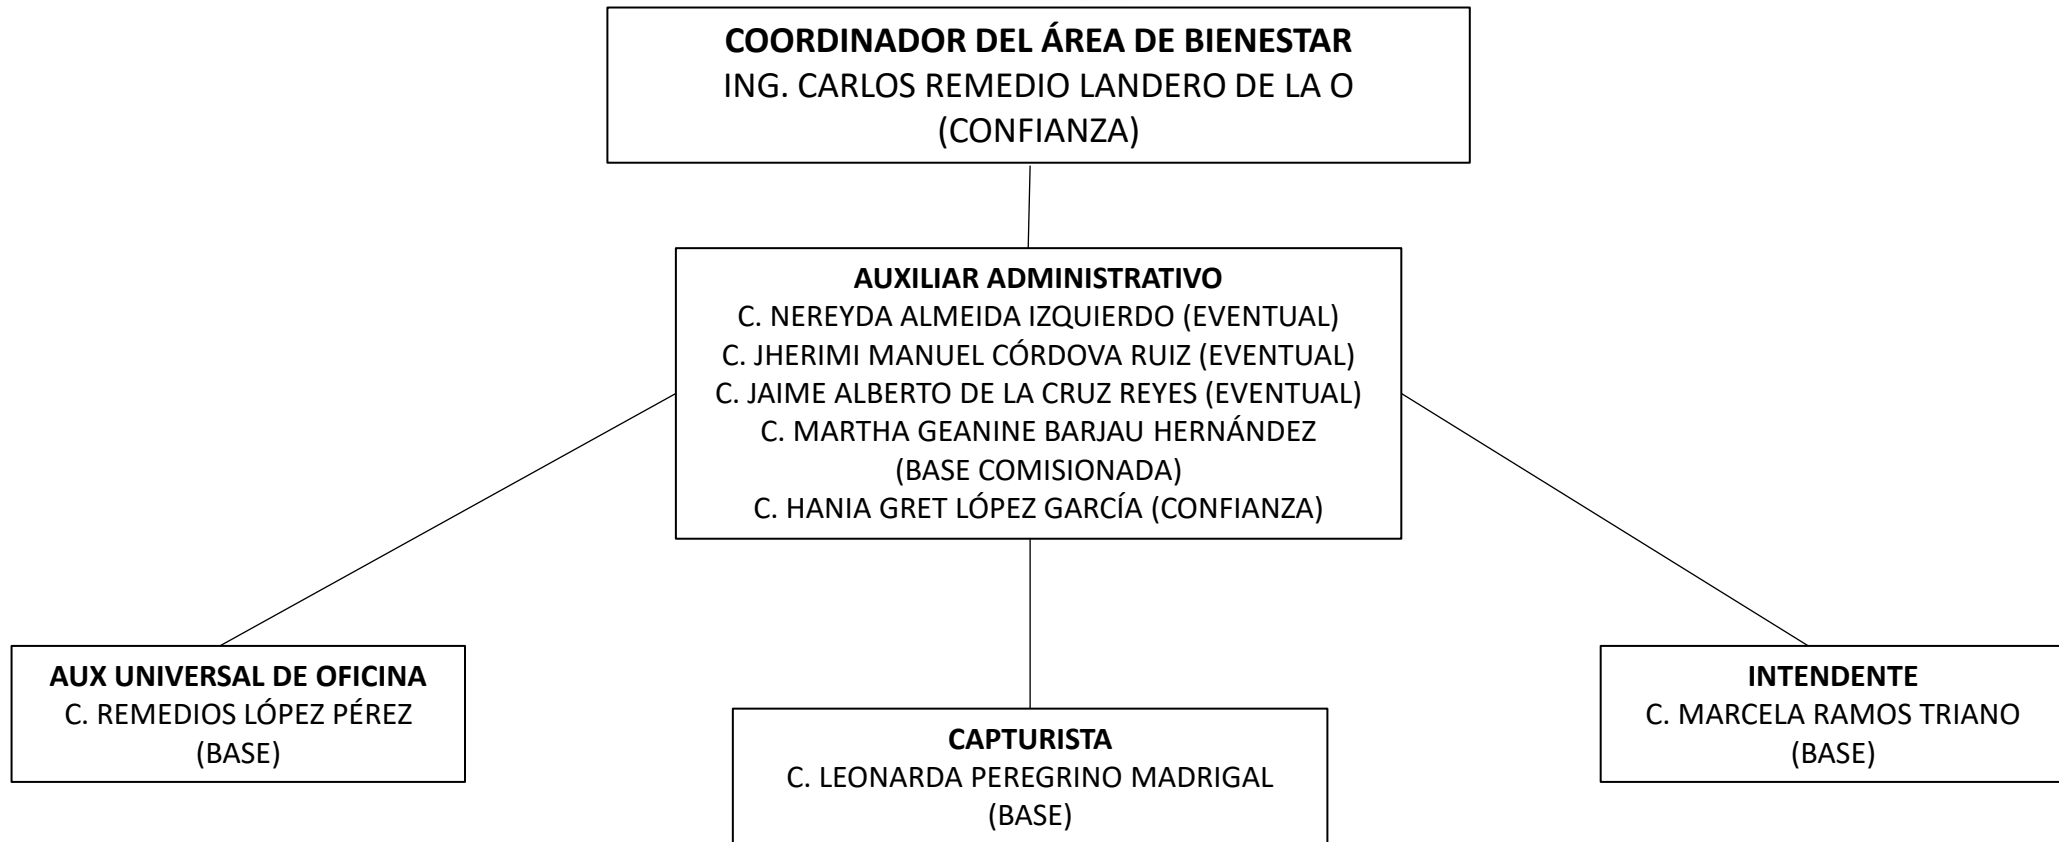 COORDINADOR DEL ÁREA DE BIENESTAR
ING. CARLOS REMEDIO LANDERO DE LA O
(CONFIANZA)
AUXILIAR ADMINISTRATIVO
C. NEREYDA ALMEIDA IZQUIERDO (EVENTUAL)
C. JHERIMI MANUEL CÓRDOVA RUIZ (EVENTUAL)
C. JAIME ALBERTO DE LA CRUZ REYES (EVENTUAL)
C. MARTHA GEANINE BARJAU HERNÁNDEZ
(BASE COMISIONADA)
C. HANIA GRET LÓPEZ GARCÍA (CONFIANZA)
AUX UNIVERSAL DE OFICINA
C. REMEDIOS LÓPEZ PÉREZ
(BASE)
CAPTURISTA
C. LEONARDA PEREGRINO MADRIGAL
(BASE)
INTENDENTE
C. MARCELA RAMOS TRIANO
(BASE)